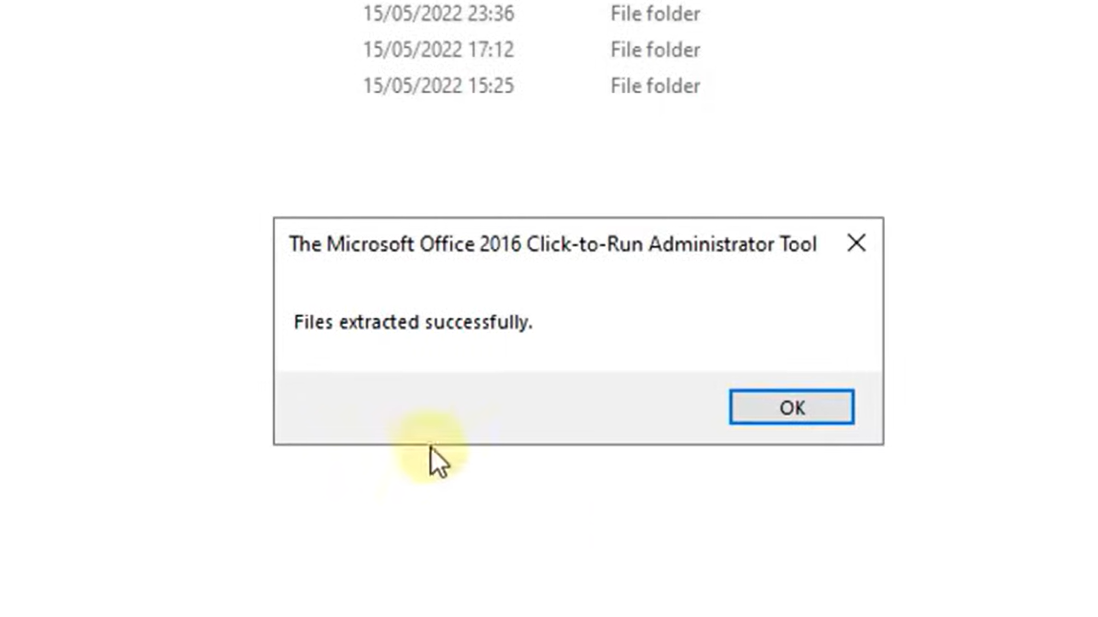 15/05/2022 23:36 File folder
15/05/2022 17:12 File folder
15/05/2022 15:25 File folder
The Microsoft Office 2016 Click-to-Run Administrator Tool
Files extracted successfully.
OK